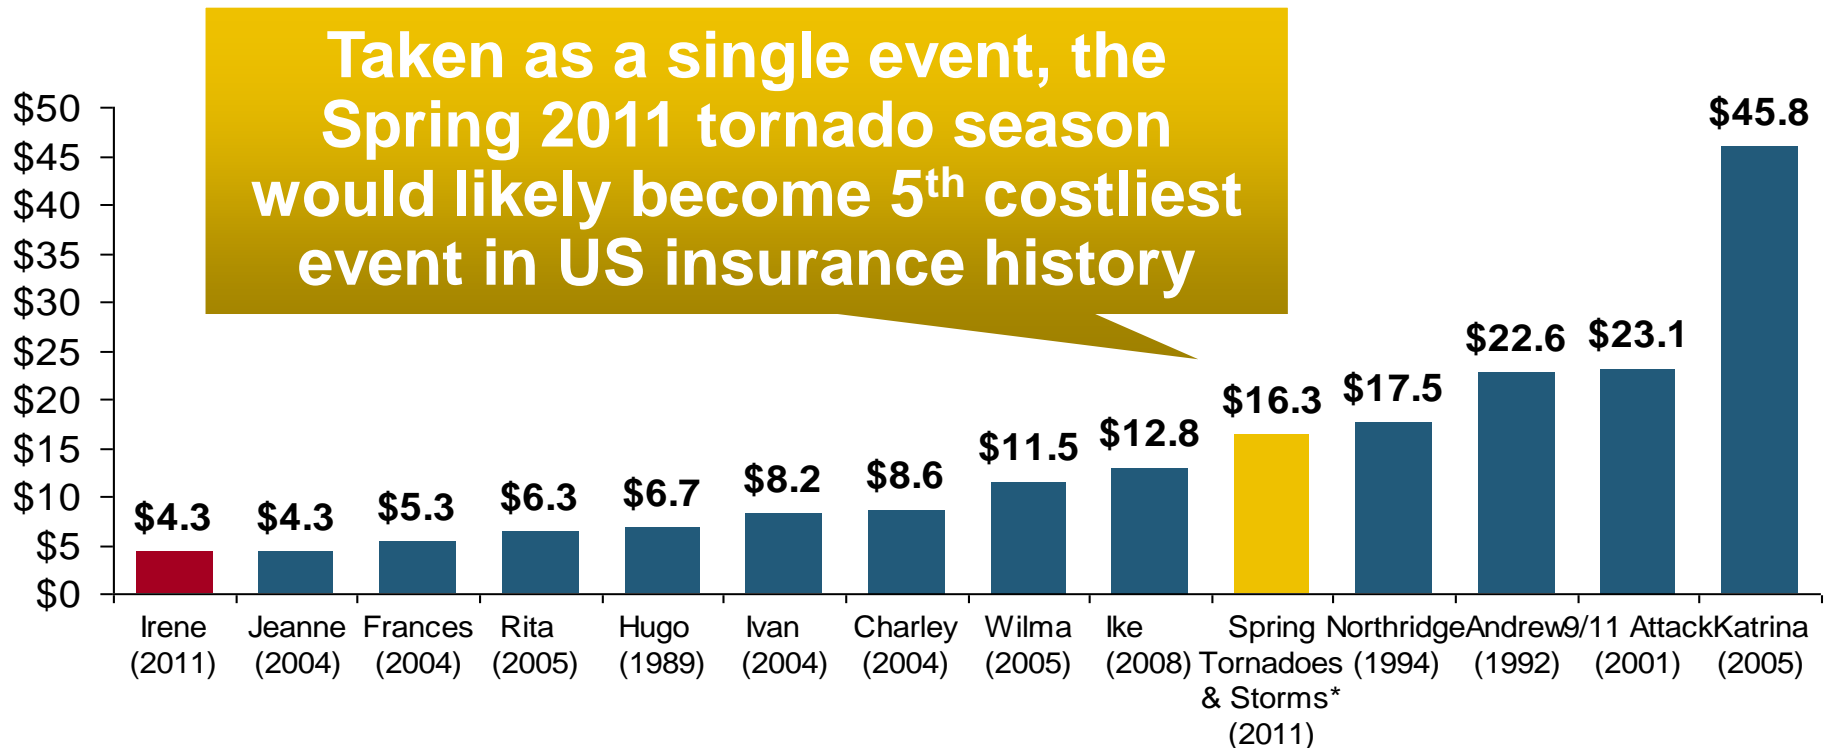 Taken as a single event, the
Spring 2011 tornado season
would likely become 5th costliest
event in US insurance history
$50
$45
$40
$35
$30
$25
$20
$15
$10
$5
$0
$4.3
$4.3
$5.3
$6.3
$6.7
$8.2
$8.6
$11.5
$12.8
$16.3
$17.5
$22.6
$23.1
$45.8
Irene
(2011)
Jeanne
(2004)
Frances
(2004)
Rita
(2005)
Hugo
(1989)
Ivan
(2004)
Charley
(2004)
Wilma
(2005)
Ike
(2008)
Spring
Tornadoes
& Storms*
(2011)
Northridge
(1994)
Andrew
(1992)
9/11 Attack
(2001)
Katrina
(2005)